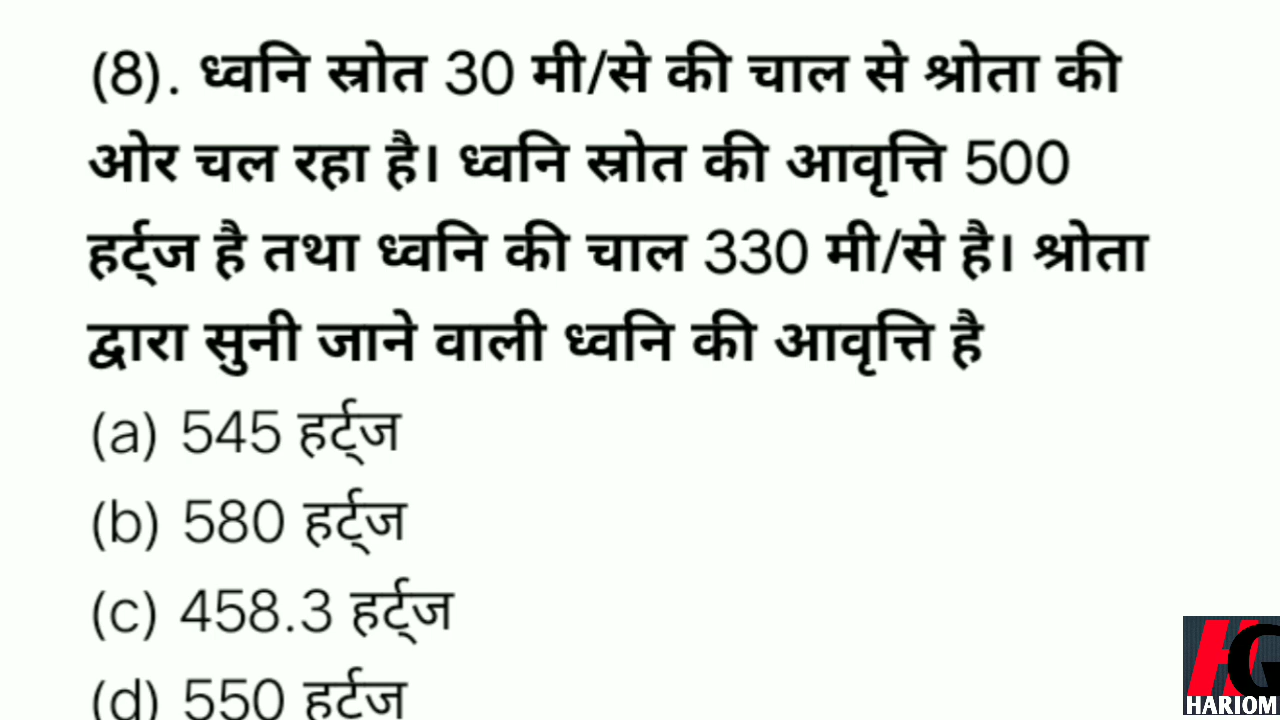 (8). ध्वनि स्रोत 30 मी/से की चाल से श्रोता की
ओर चल रहा है। ध्वनि स्रोत की आवृत्ति 500
हर्ट्ज है तथा ध्वनि की चाल 330 मी/से है। श्रोता
द्वारा सुनी जाने वाली ध्वनि की आवृत्ति है
(a) 545 हर्ट्ज
(b) 580 हर्ट्ज
(c) 458.3 हर्ट्ज
(d) 550 हर्ट्ज
HG
HARIOM